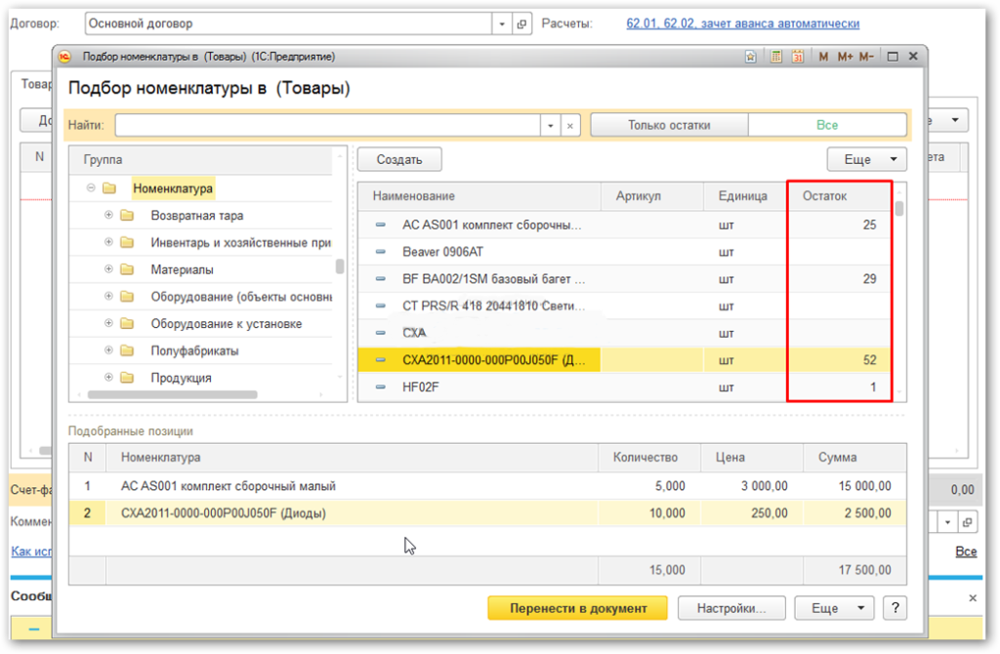 Договор: Основной договор Расчеты: 62.01, 62.02, зачет аванса автоматически
Подбор номенклатуры в (Товары) (1С:Предприятие) M M+ M-
Това
Подбор номенклатуры в (Товары)
До
Найти: Только остатки Все
е
N
Группа
Создать Еще
ета
Номенклатура
Наименование Артикул Единица Остаток
Возвратная тара
AC AS001 комплект сборочны... шт 25
Инвентарь и хозяйственные при
Beaver 0906AT шт
Материалы
BF BA002/1SM базовый багет ... шт 29
Оборудование (объекты основнь
CT PRS/R 418 20441810 Свети... шт
Оборудование к установке
CXA шт
Полуфабрикаты
CXA2011-0000-000P00J050F (Д... шт 52
Продукция
HF02F шт 1
Подобранные позиции
N Номенклатура Количество Цена Сумма
1 AC AS001 комплект сборочный малый 5,000 3 000,00 15 000,00
2 CXA2011-0000-000P00J050F (Диоды) 10,000 250,00 2 500,00
15,000 17 500,00
Счет-фа 0,00
Коммен
Как исп Все
Сообщ
Перенести в документ Настройки... Еще ?